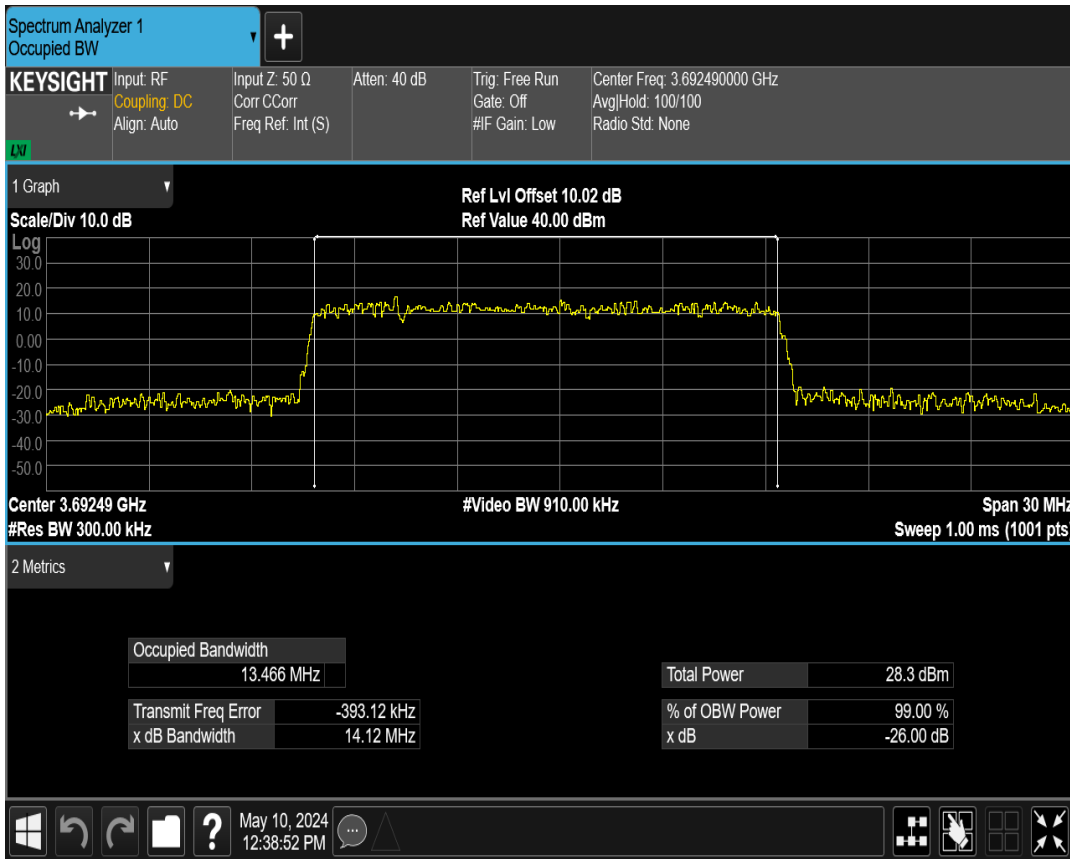 Spectrum Analyzer 1
Occupied BW
+
KEYSIGHT
LXI
Input: RF
Coupling: DC
Align: Auto
Input Z: 50 Ω
Corr CCorr
Freq Ref: Int (S)
Atten: 40 dB
Trig: Free Run
Gate: Off
#IF Gain: Low
Center Freq: 3.692490000 GHz
Avg|Hold: 100/100
Radio Std: None
1 Graph
Ref Lvl Offset 10.02 dB
Scale/Div 10.0 dB
Ref Value 40.00 dBm
Log
30.0
20.0
10.0
0.00
-10.0
-20.0
-30.0
-40.0
-50.0
Center 3.69249 GHz
#Video BW 910.00 kHz
Span 30 MHz
#Res BW 300.00 kHz
Sweep 1.00 ms (1001 pts)
2 Metrics
Occupied Bandwidth
13.466 MHz
Total Power 28.3 dBm
Transmit Freq Error -393.12 kHz
% of OBW Power 99.00 %
x dB Bandwidth 14.12 MHz
x dB -26.00 dB
?
May 10, 2024
12:38:52 PM